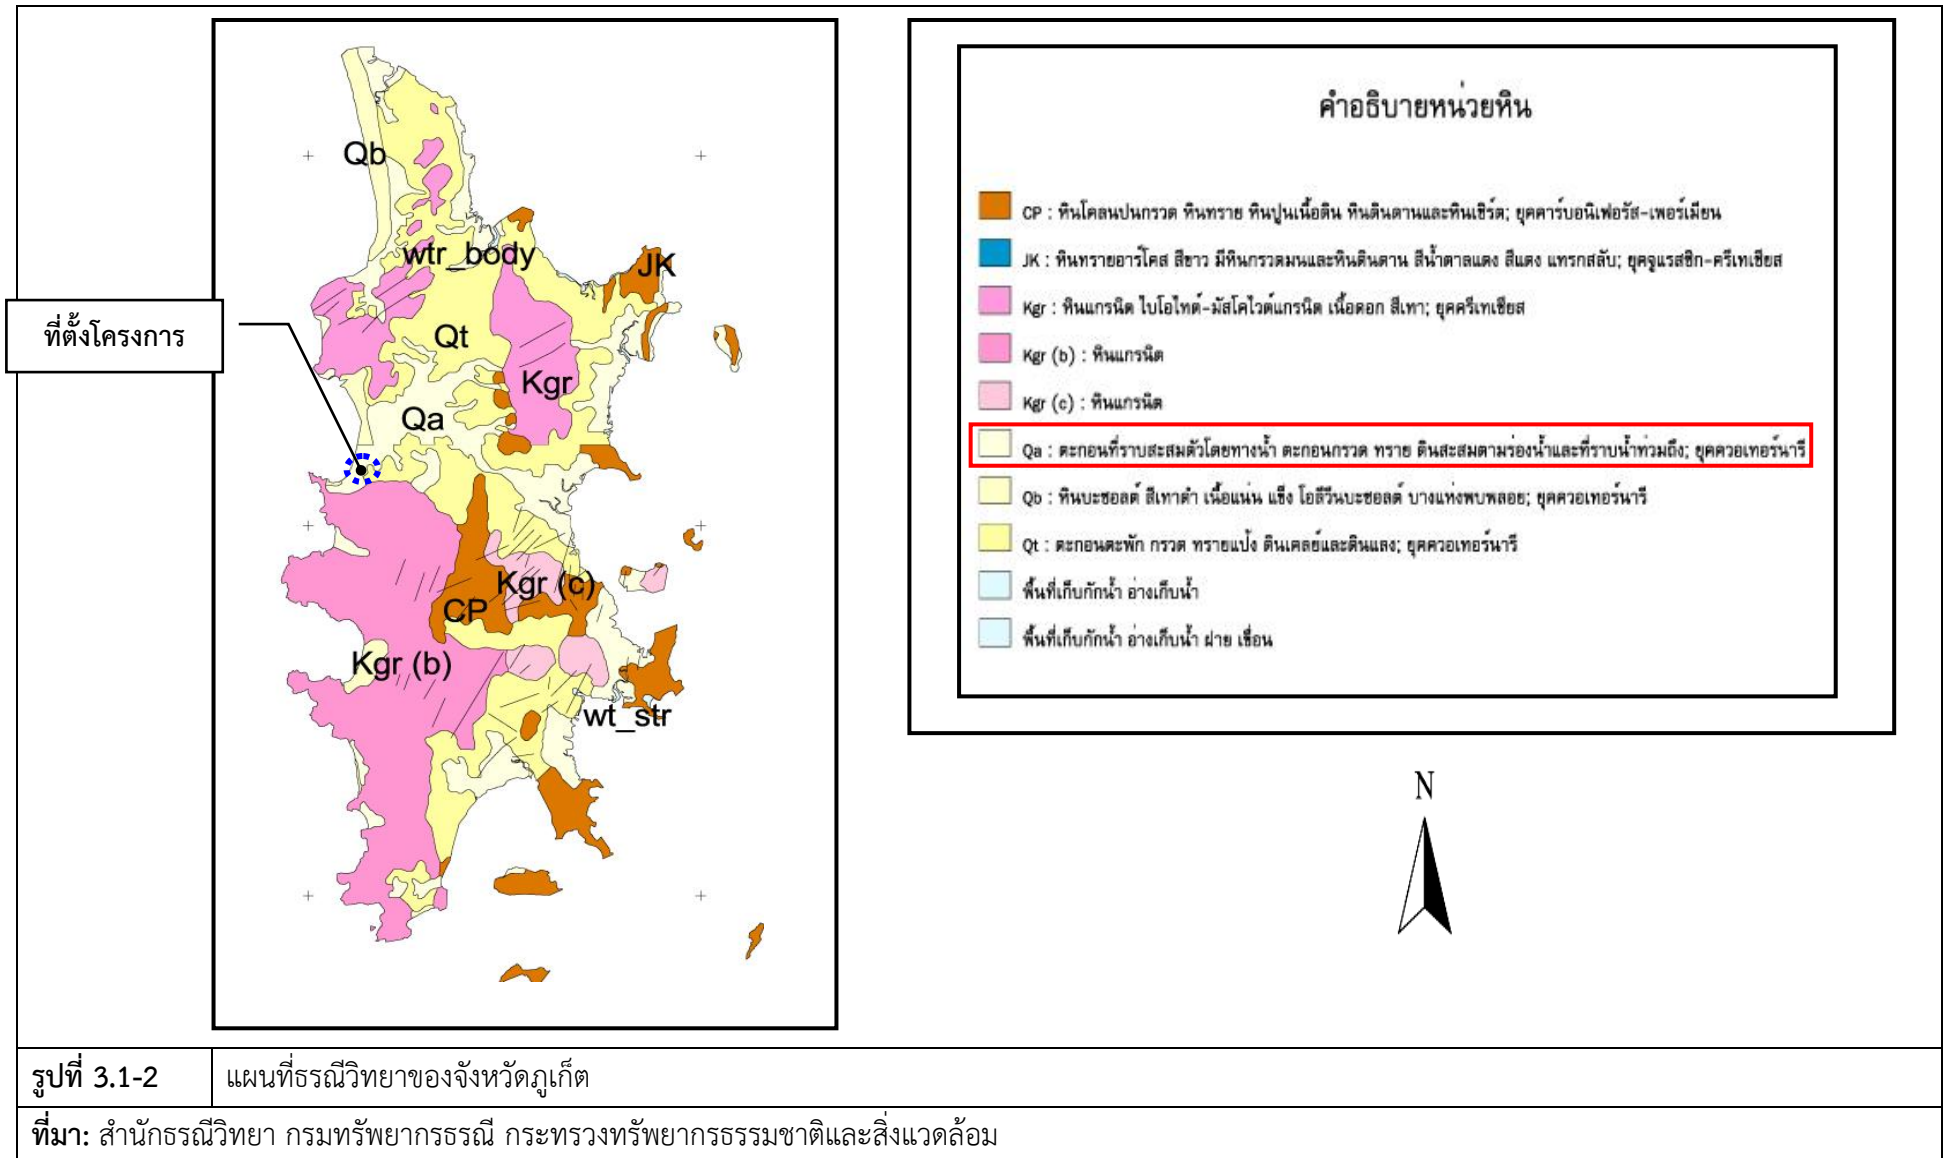 ที่ตั้งโครงการ
Qb
wtr_body
JK
Qt
Kgr
Qa
Kgr (c)
CP
Kgr (b)
wt_str
คำอธิบายหน่วยหิน
CP : หินโคลนปนกรวด หินทราย หินปูนเนื้อดิน หินดินดานและหินเชิร์ต; ยุคคาร์บอนิเฟอรัส-เพอร์เมียน
JK : หินทรายอาร์โคส สีขาว มีหินกรวดมนและหินดินดาน สีน้ำตาลแดง สีแดง แทรกสลับ; ยุคจูแรสซิก-ครีเทเชียส
Kgr : หินแกรนิต ไบโอไทต์-มัสโคไวต์แกรนิต เนื้อดอก สีเทา; ยุคครีเทเชียส
Kgr (b) : หินแกรนิต
Kgr (c) : หินแกรนิต
Qa : ตะกอนที่ราบสะสมตัวโดยทางน้ำ ตะกอนกรวด ทราย ดินสะสมตามร่องน้ำและที่ราบน้ำท่วมถึง; ยุคควอเทอร์นารี
Qb : หินบะซอลต์ สีเทาดำ เนื้อแน่น แข็ง โอลิวีนบะซอลต์ บางแห่งพบพลอย; ยุคควอเทอร์นารี
Qt : ตะกอนตะพัก กรวด ทรายแป้ง ดินเคลย์และดินแลง; ยุคควอเทอร์นารี
พื้นที่เก็บกักน้ำ อ่างเก็บน้ำ
พื้นที่เก็บกักน้ำ อ่างเก็บน้ำ ฝาย เขื่อน
N
รูปที่ 3.1-2 แผนที่ธรณีวิทยาของจังหวัดภูเก็ต
ที่มา: สำนักธรณีวิทยา กรมทรัพยากรธรณี กระทรวงทรัพยากรธรรมชาติและสิ่งแวดล้อม